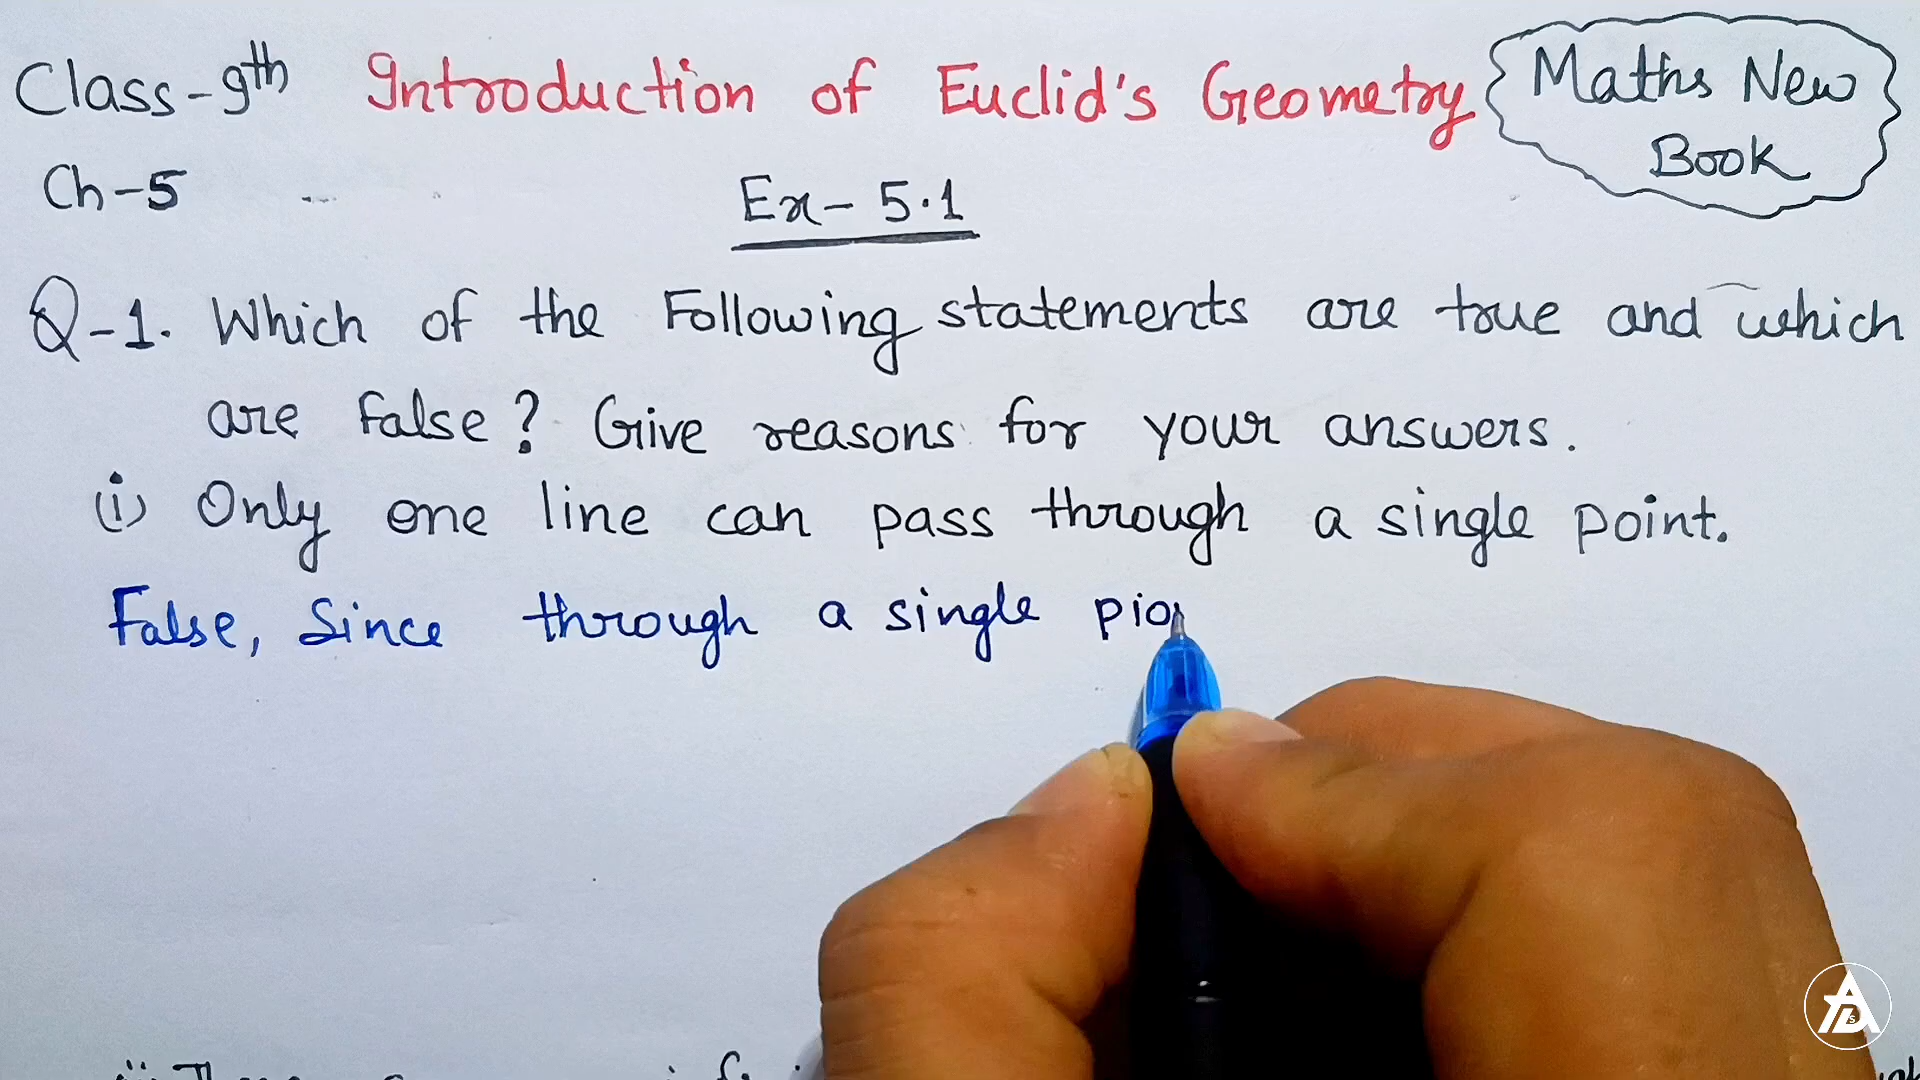 Class-9th Introduction of Euclid's Geometry
Maths New
Book
Ch-5
Ex-5.1
Q-1. Which of the Following statements are true and which
are false? Give reasons for your answers.
(i) Only one line can pass through a single point.
False, Since through a single pio